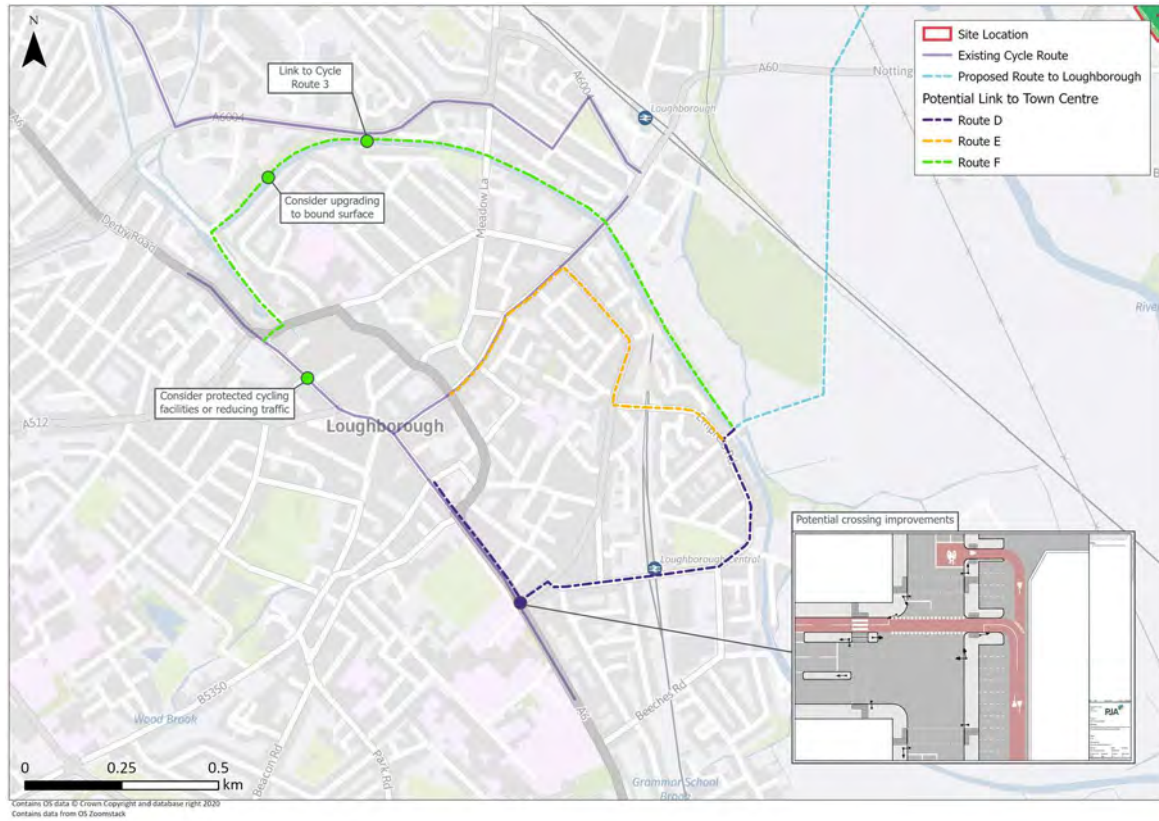 N
Link to Cycle
Route 3
A6004
A6004
A60
Notting
Loughborough
Site Location
Existing Cycle Route
Proposed Route to Loughborough
Potential Link to Town Centre
Route D
Route E
Route F
A6
Consider upgrading
to bound surface
Meadow La
Derby Road
River
Consider protected cycling
facilities or reducing traffic
A512
Loughborough
Empre
Potential crossing improvements
Loughborough Central
PJA
B5350
Wood Brook
Beacon Rd
Park Rd
A6
Beeches Rd
Grammar School
Brook
0 0.25 0.5
km
Contains OS data © Crown Copyright and database right 2020
Contains data from OS Zoomstack